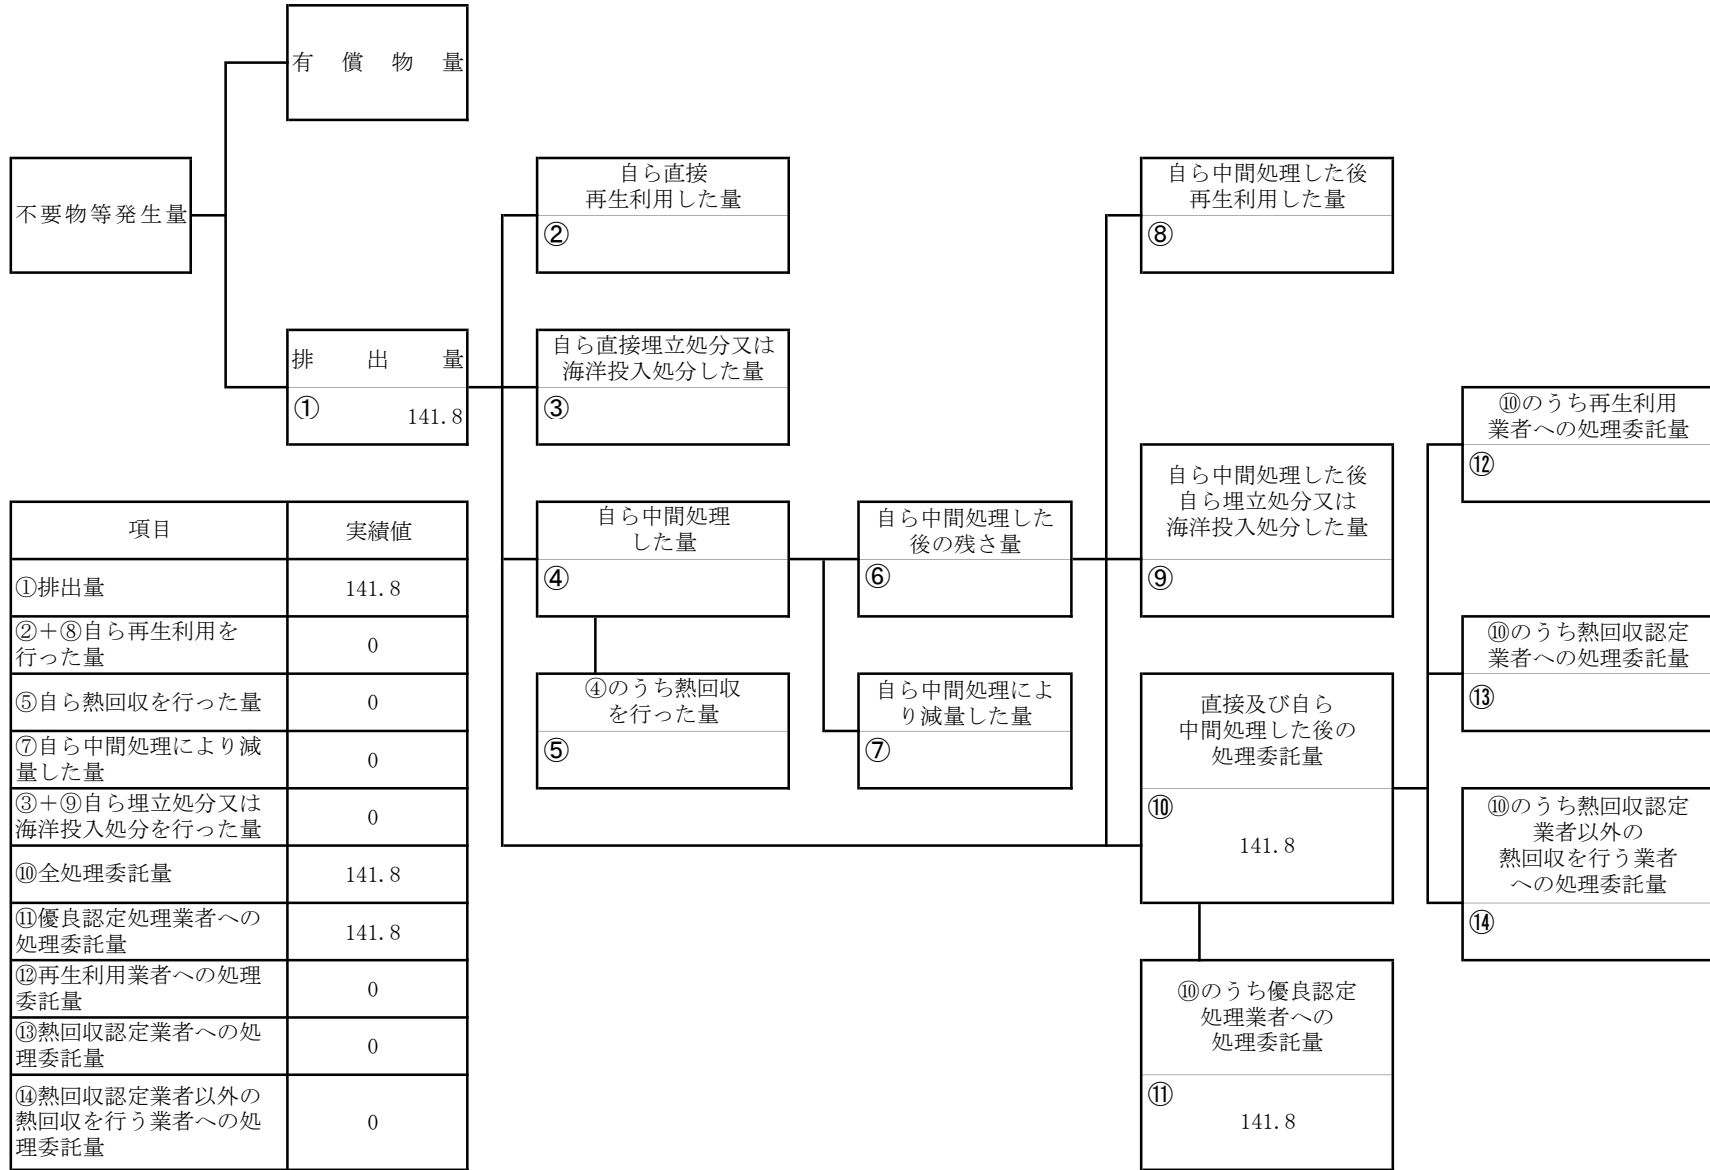 有償物量
不要物等発生量
排出量
① 141.8
自ら直接
再生利用した量
②
自ら直接埋立処分又は
海洋投入処分した量
③
自ら中間処理
した量
④
④のうち熱回収
を行った量
⑤
自ら中間処理した
後の残さ量
⑥
自ら中間処理によ
り減量した量
⑦
自ら中間処理した後
再生利用した量
⑧
自ら中間処理した後
自ら埋立処分又は
海洋投入処分した量
⑨
直接及び自ら
中間処理した後の
処理委託量
⑩
141.8
⑩のうち優良認定
処理業者への
処理委託量
⑪
141.8
⑩のうち再生利用
業者への処理委託量
⑫
⑩のうち熱回収認定
業者への処理委託量
⑬
⑩のうち熱回収認定
業者以外の
熱回収を行う業者
への処理委託量
⑭
項目 実績値
①排出量 141.8
②＋⑧自ら再生利用を
行った量 0
⑤自ら熱回収を行った量 0
⑦自ら中間処理により減
量した量 0
③＋⑨自ら埋立処分又は
海洋投入処分を行った量 0
⑩全処理委託量 141.8
⑪優良認定処理業者への
処理委託量 141.8
⑫再生利用業者への処理
委託量 0
⑬熱回収認定業者への処
理委託量 0
⑭熱回収認定業者以外の
熱回収を行う業者への処 0
理委託量